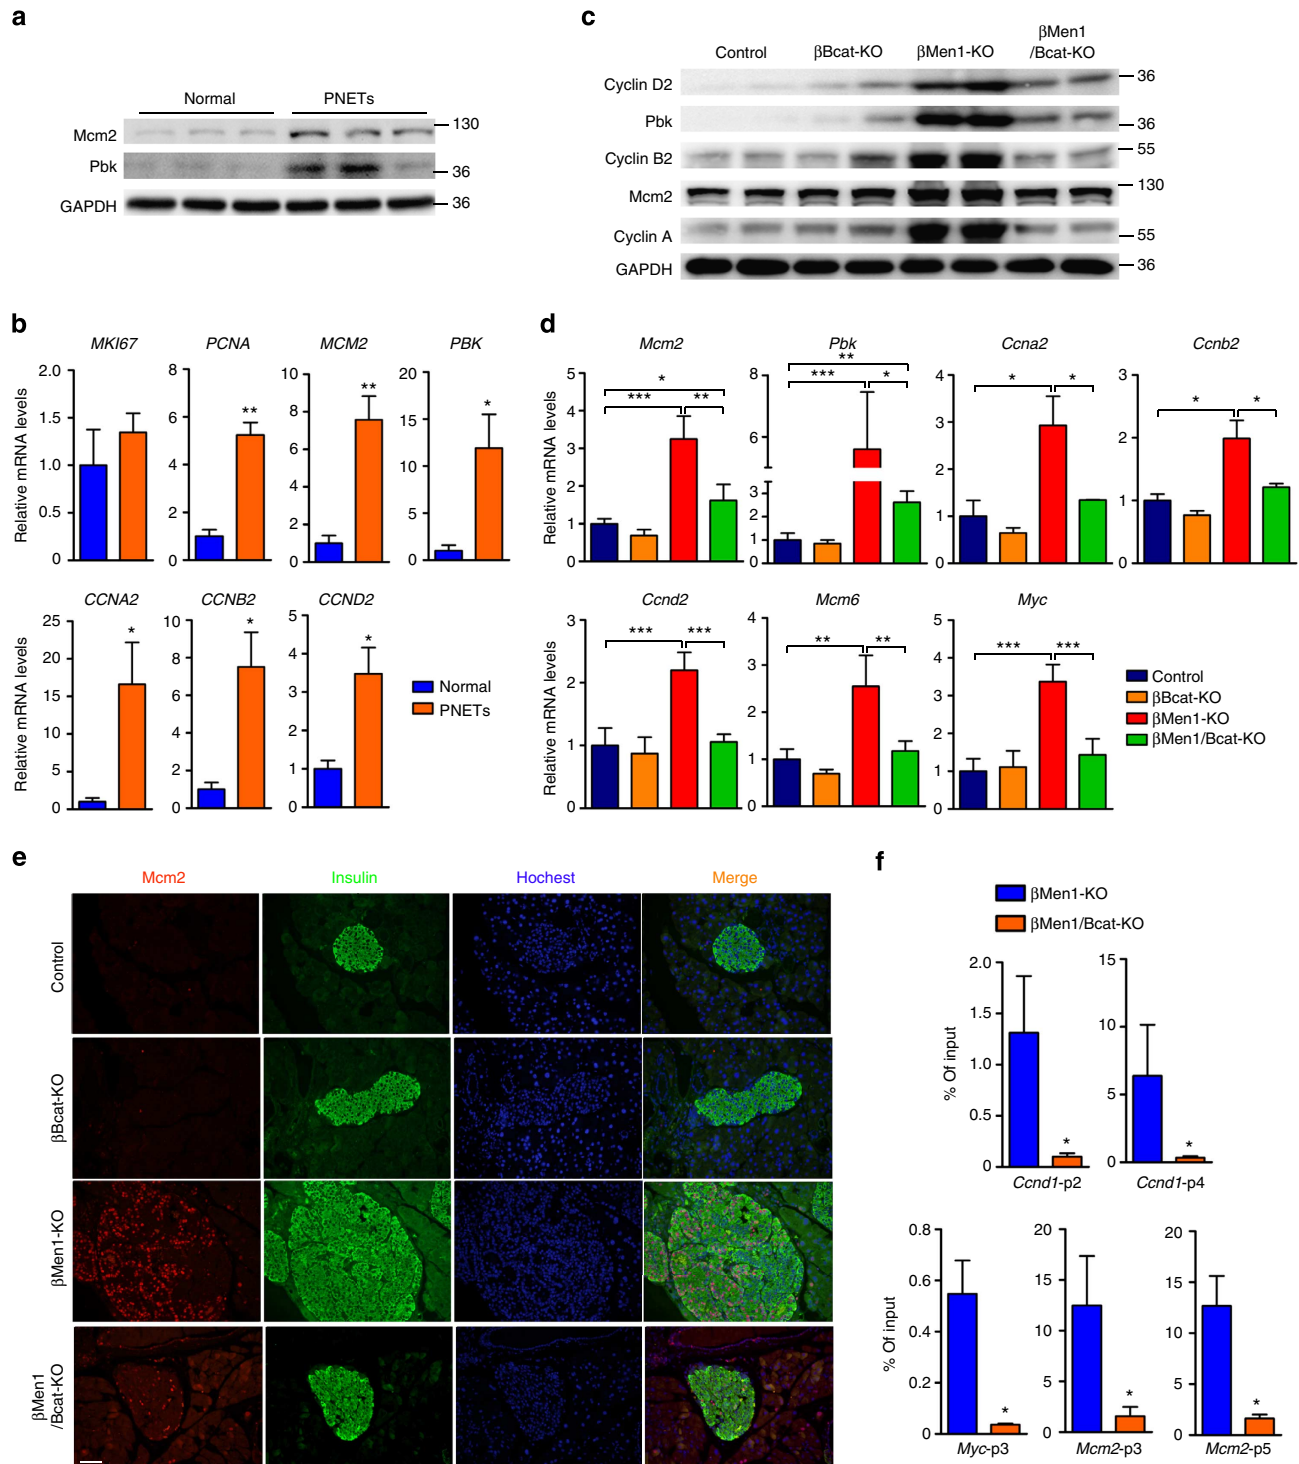 a
Normal PNETs
Mcm2 130
Pbk 36
GAPDH 36
c
Control βBcat-KO βMen1-KO βMen1
/Bcat-KO
Cyclin D2 36
Pbk 36
Cyclin B2 55
Mcm2 130
Cyclin A 55
GAPDH 36
b
MKI67 PCNA MCM2 PBK
Relative mRNA levels
2.0 1.5 1.0 0.5 0
8 6 4 2 0
** 
10 8 6 4 2 0
**
20 15 10 5 0
*
CCNA2 CCNB2 CCND2
Relative mRNA levels
25 20 15 10 5 0
*
10 8 6 4 2 0
*
5 4 3 2 1 0
*
Normal
PNETs
d
Mcm2 Pbk Ccna2 Ccnb2
Relative mRNA levels
5 4 3 2 1 0
* *** **
8 6 3 2 1 0
** *** *
4 3 2 1 0
* *
3 2 1 0
* *
Ccnd2 Mcm6 Myc
Relative mRNA levels
3 2 1 0
*** ***
4 3 2 1 0
** **
5 4 3 2 1 0
*** ***
Control
βBcat-KO
βMen1-KO
βMen1/Bcat-KO
e
Mcm2 Insulin Hochest Merge
Control
βBcat-KO
βMen1-KO
βMen1
/Bcat-KO
f
βMen1-KO
βMen1/Bcat-KO
% Of input
2.0 1.5 1.0 0.5 0
*
Ccnd1-p2
15 10 5 0
*
Ccnd1-p4
% Of input
0.8 0.6 0.4 0.2 0
*
Myc-p3
20 15 10 5 0
*
Mcm2-p3
20 15 10 5 0
*
Mcm2-p5